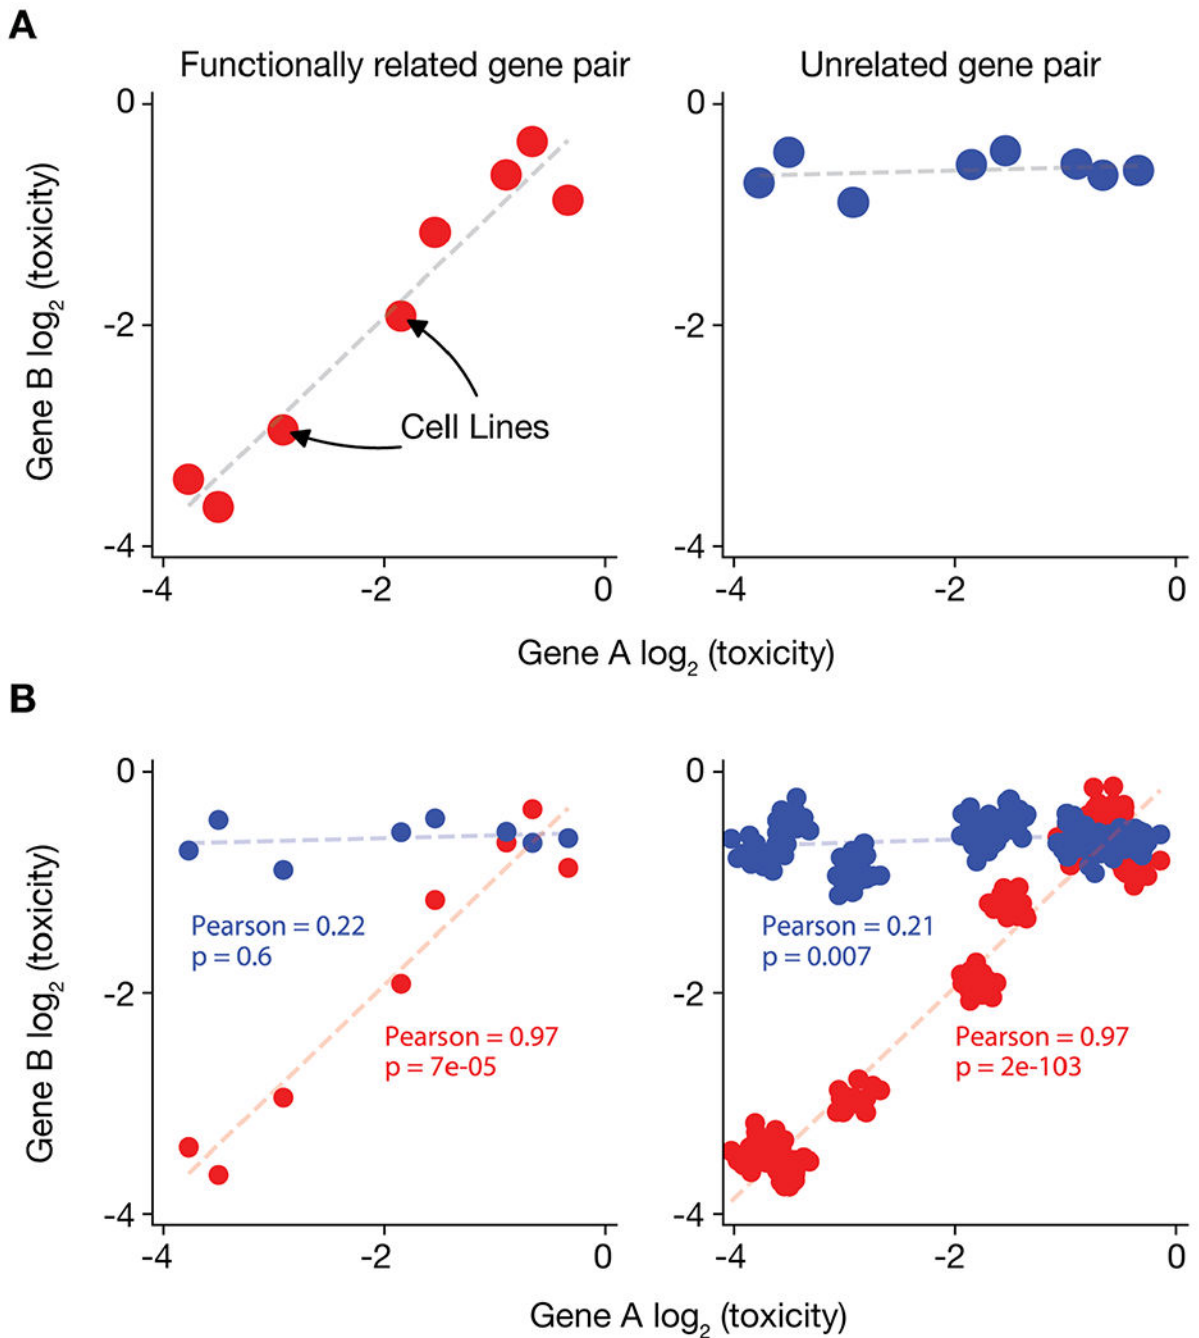 A
Functionally related gene pair
Unrelated gene pair
Gene B log₂ (toxicity)
0
-2
-4
Cell Lines
-4
-2
0
0
-2
-4
-4
-2
0
Gene A log₂ (toxicity)
B
Gene B log₂ (toxicity)
0
-2
-4
Pearson = 0.22
p = 0.6
Pearson = 0.97
p = 7e-05
-4
-2
0
0
-2
-4
Pearson = 0.21
p = 0.007
Pearson = 0.97
p = 2e-103
-4
-2
0
Gene A log₂ (toxicity)